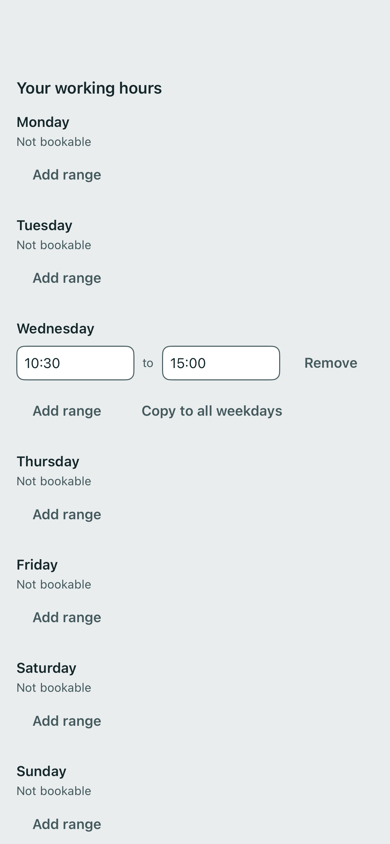 Your working hours
Monday
Not bookable
Add range
Tuesday
Not bookable
Add range
Wednesday
10:30 to 15:00 Remove
Add range Copy to all weekdays
Thursday
Not bookable
Add range
Friday
Not bookable
Add range
Saturday
Not bookable
Add range
Sunday
Not bookable
Add range